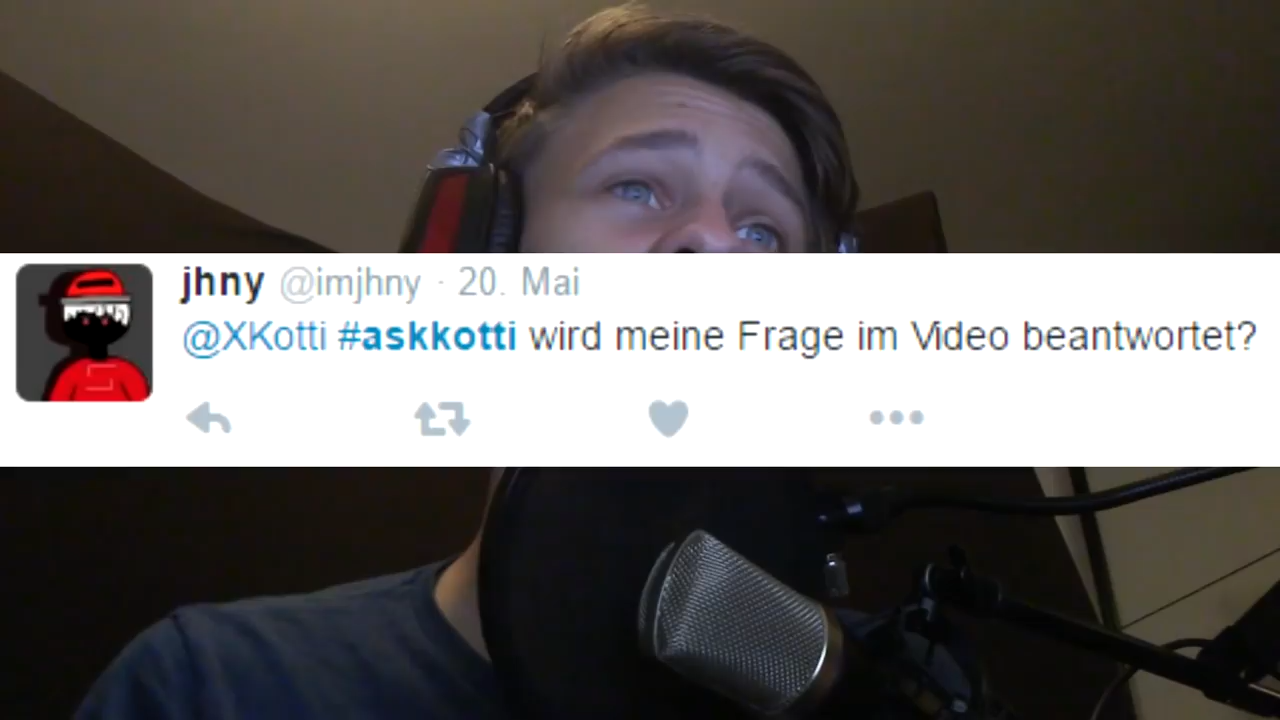 jhny @imjhny · 20. Mai
@XKotti #askkotti wird meine Frage im Video beantwortet?